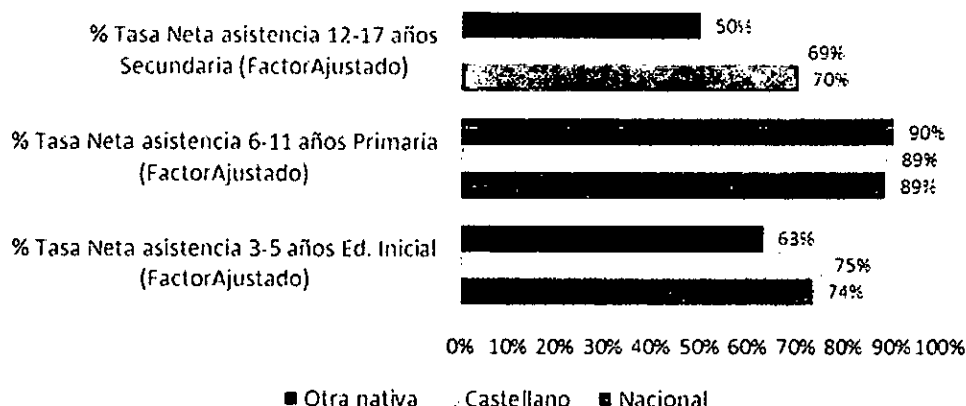 % Tasa Neta asistencia 12-17 años
Secundaria (FactorAjustado)
50%
69%
70%
% Tasa Neta asistencia 6-11 años Primaria
(FactorAjustado)
90%
89%
89%
% Tasa Neta asistencia 3-5 años Ed. Inicial
(FactorAjustado)
63%
75%
74%
0% 10% 20% 30% 40% 50% 60% 70% 80% 90% 100%
Otra nativa Castellano Nacional